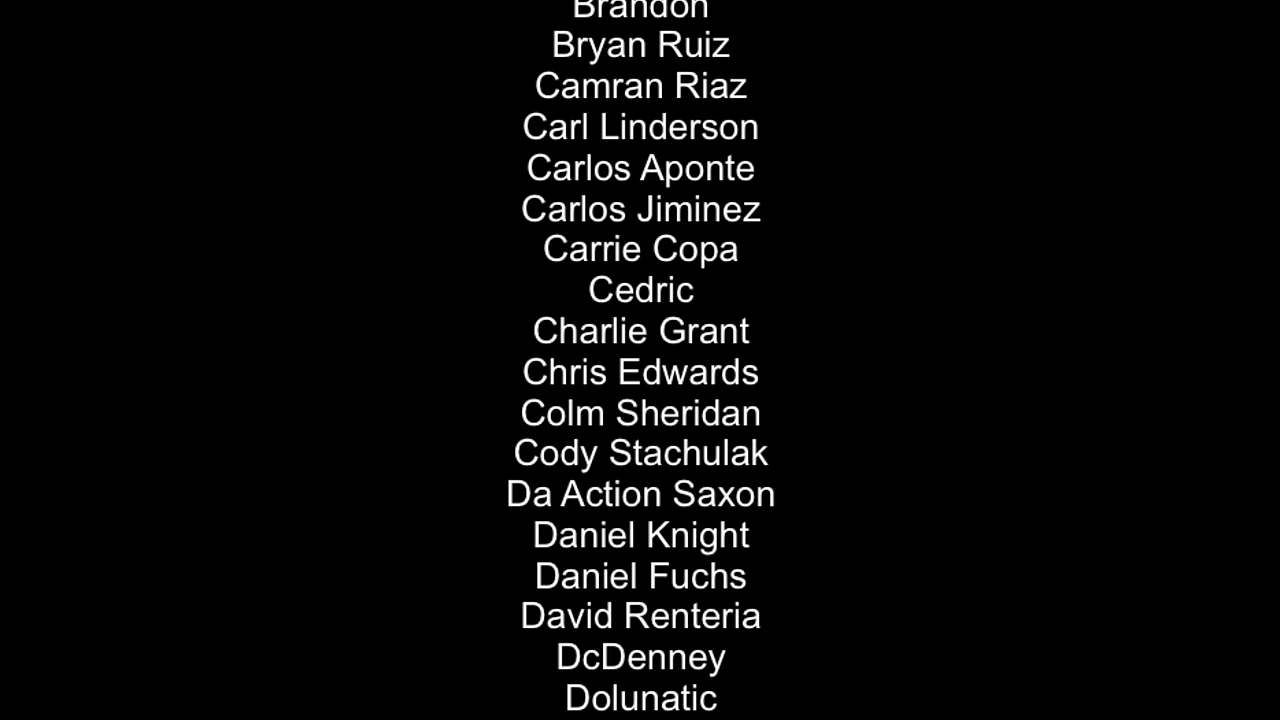 Brandon
Bryan Ruiz
Camran Riaz
Carl Linderson
Carlos Aponte
Carlos Jiminez
Carrie Copa
Cedric
Charlie Grant
Chris Edwards
Colm Sheridan
Cody Stachulak
Da Action Saxon
Daniel Knight
Daniel Fuchs
David Renteria
DcDenney
Dolunatic